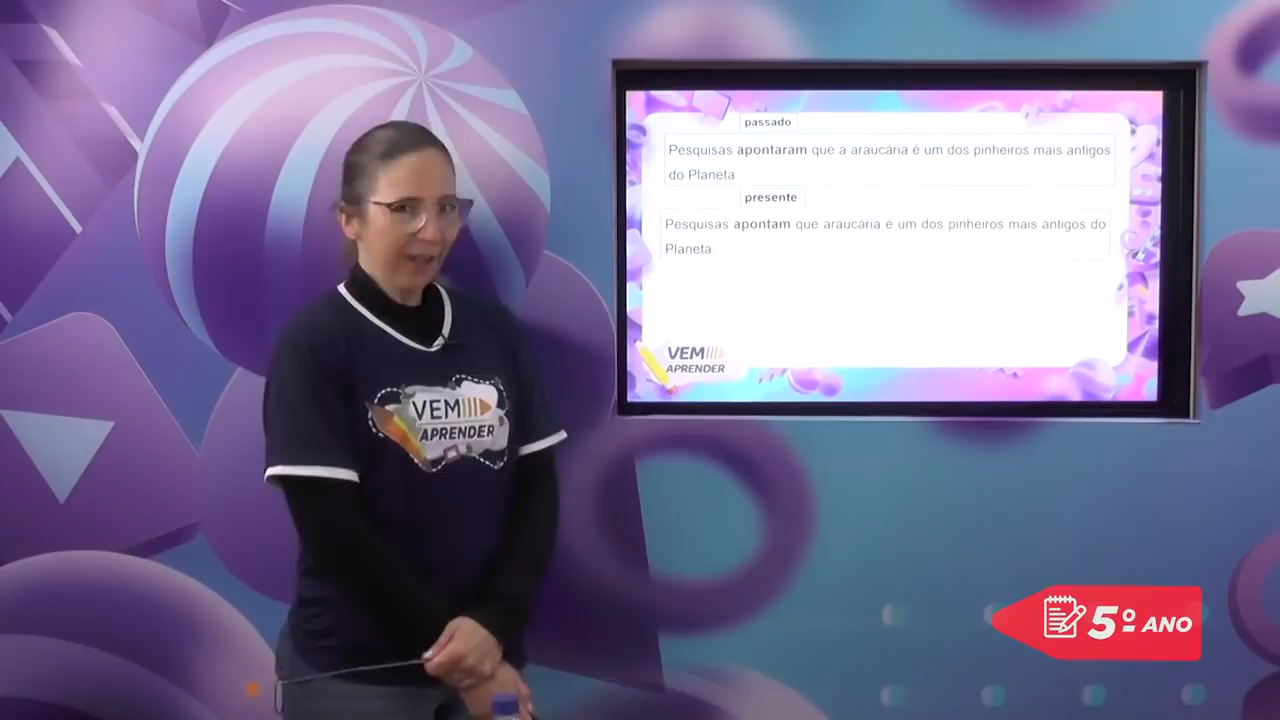 passado
Pesquisas apontaram que a araucária é um dos pinheiros mais antigos
do Planeta.
presente
Pesquisas apontam que araucária é um dos pinheiros mais antigos do
Planeta.
VEM
APRENDER
VEM
APRENDER
5º ANO